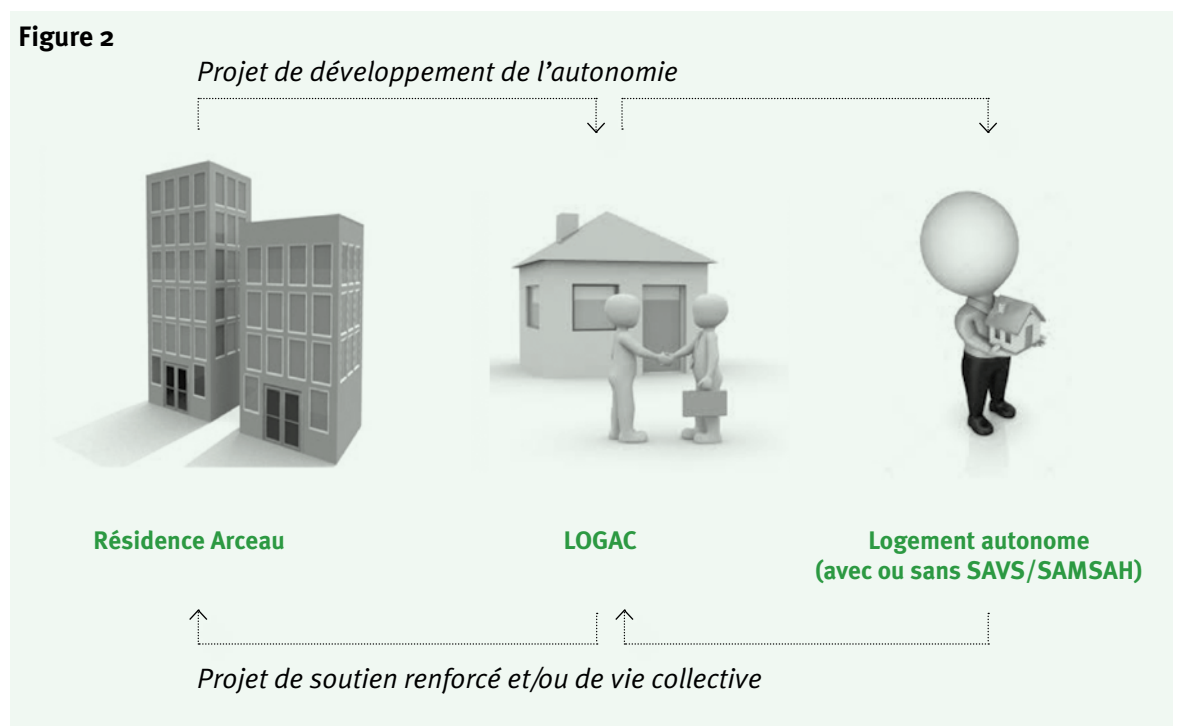 Figure 2
Projet de développement de l’autonomie
Résidence Arceau
LOGAC
Logement autonome
(avec ou sans SAVS/SAMSAH)
Projet de soutien renforcé et/ou de vie collective